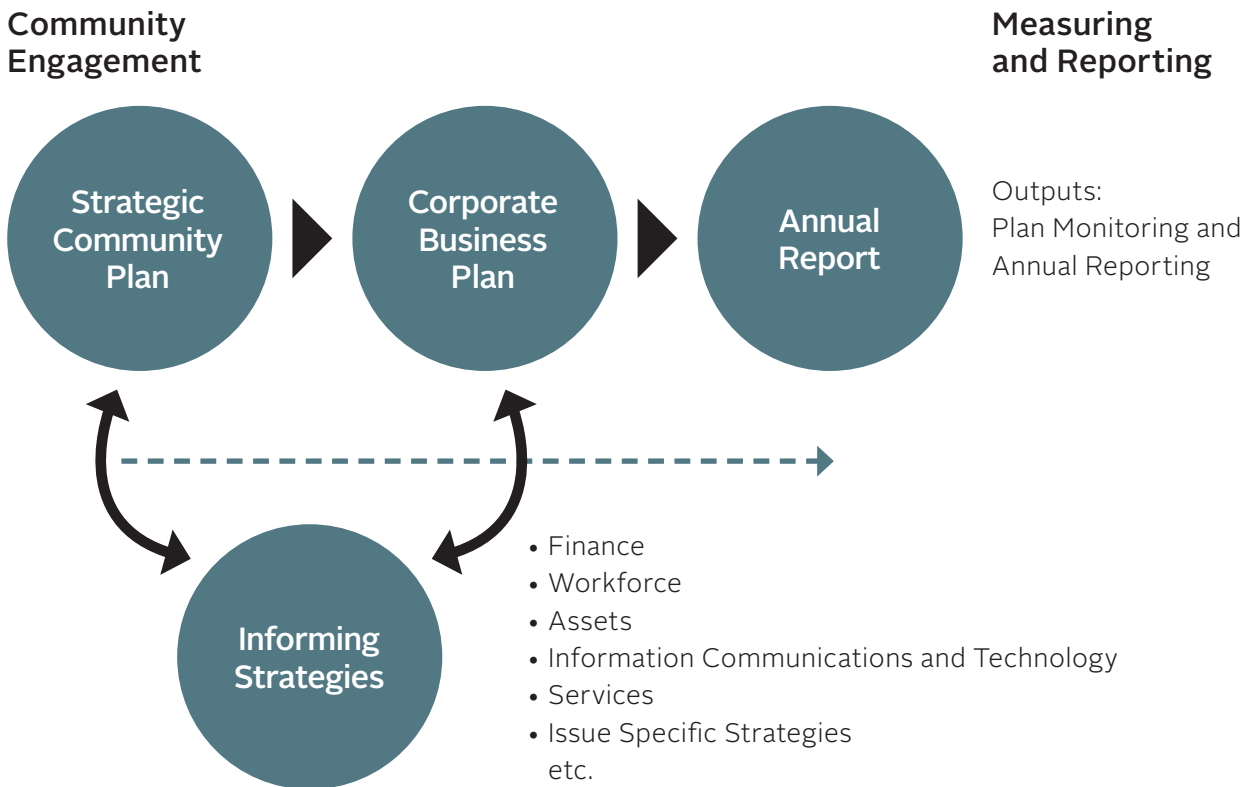 Community
Engagement
Measuring
and Reporting
Strategic
Community
Plan
Corporate
Business
Plan
Annual
Report
Outputs:
Plan Monitoring and
Annual Reporting
Informing
Strategies
• Finance
• Workforce
• Assets
• Information Communications and Technology
• Services
• Issue Specific Strategies
etc.